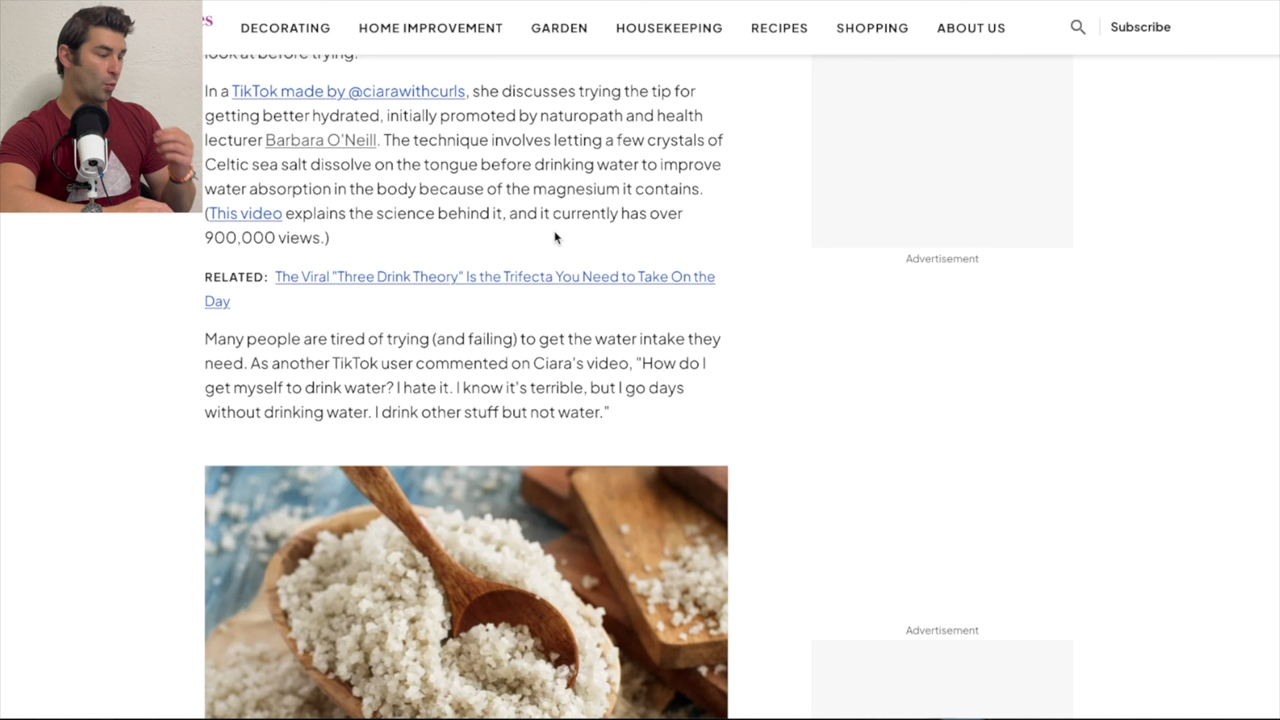 es
DECORATING HOME IMPROVEMENT GARDEN HOUSEKEEPING RECIPES SHOPPING ABOUT US Subscribe
look at before trying.
In a TikTok made by @ciarawithcurls, she discusses trying the tip for
getting better hydrated, initially promoted by naturopath and health
lecturer Barbara O'Neill. The technique involves letting a few crystals of
Celtic sea salt dissolve on the tongue before drinking water to improve
water absorption in the body because of the magnesium it contains.
(This video explains the science behind it, and it currently has over
900,000 views.)
Advertisement
RELATED: The Viral "Three Drink Theory" Is the Trifecta You Need to Take On the
Day
Many people are tired of trying (and failing) to get the water intake they
need. As another TikTok user commented on Ciara's video, "How do I
get myself to drink water? I hate it. I know it's terrible, but I go days
without drinking water. I drink other stuff but not water."
Advertisement